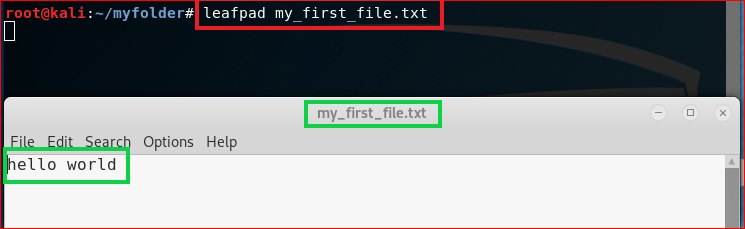 root@kali:~/myfolder# leafpad my_first_file.txt
my_first_file.txt
File Edit Search Options Help
hello world